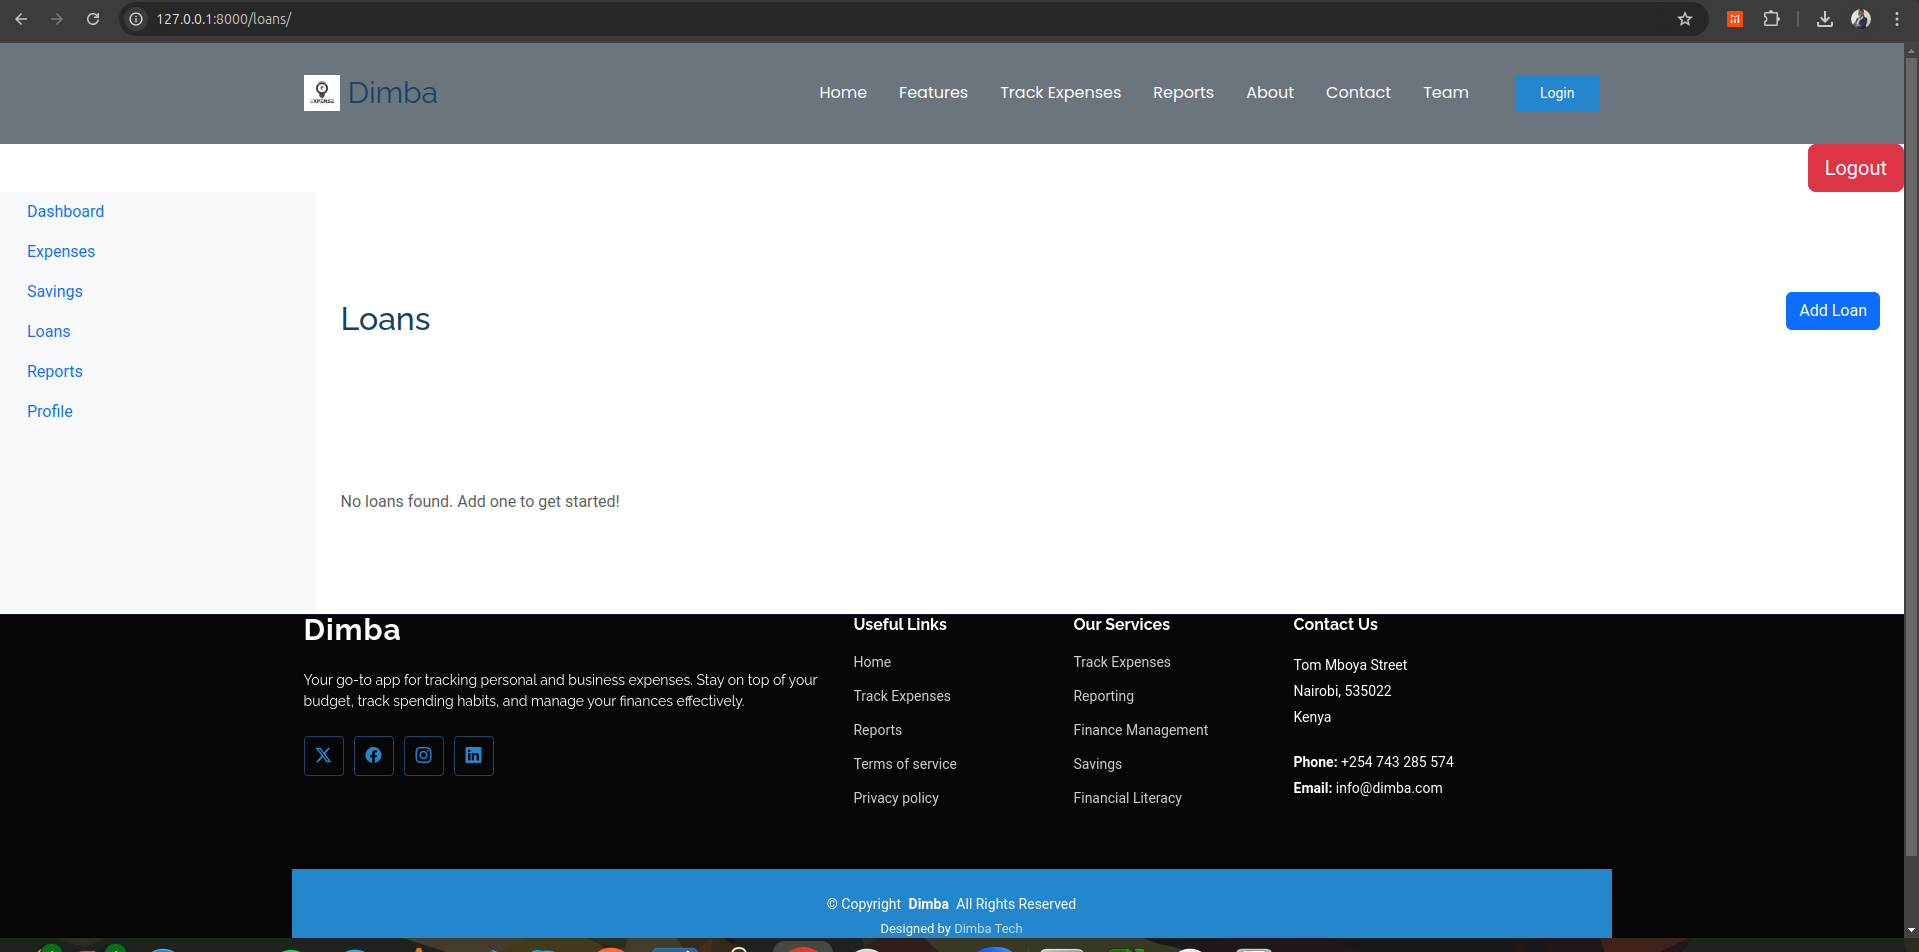 127.0.0.1:8000/loans/
EXPENSE
Dimba
Home Features Track Expenses Reports About Contact Team Login
Logout
Dashboard
Expenses
Savings
Loans
Reports
Profile
Loans
Add Loan
No loans found. Add one to get started!
Dimba
Your go-to app for tracking personal and business expenses. Stay on top of your
budget, track spending habits, and manage your finances effectively.
Useful Links
Home
Track Expenses
Reports
Terms of service
Privacy policy
Our Services
Track Expenses
Reporting
Finance Management
Savings
Financial Literacy
Contact Us
Tom Mboya Street
Nairobi, 535022
Kenya
Phone: +254 743 285 574
Email: info@dimba.com
© Copyright Dimba All Rights Reserved
Designed by Dimba Tech